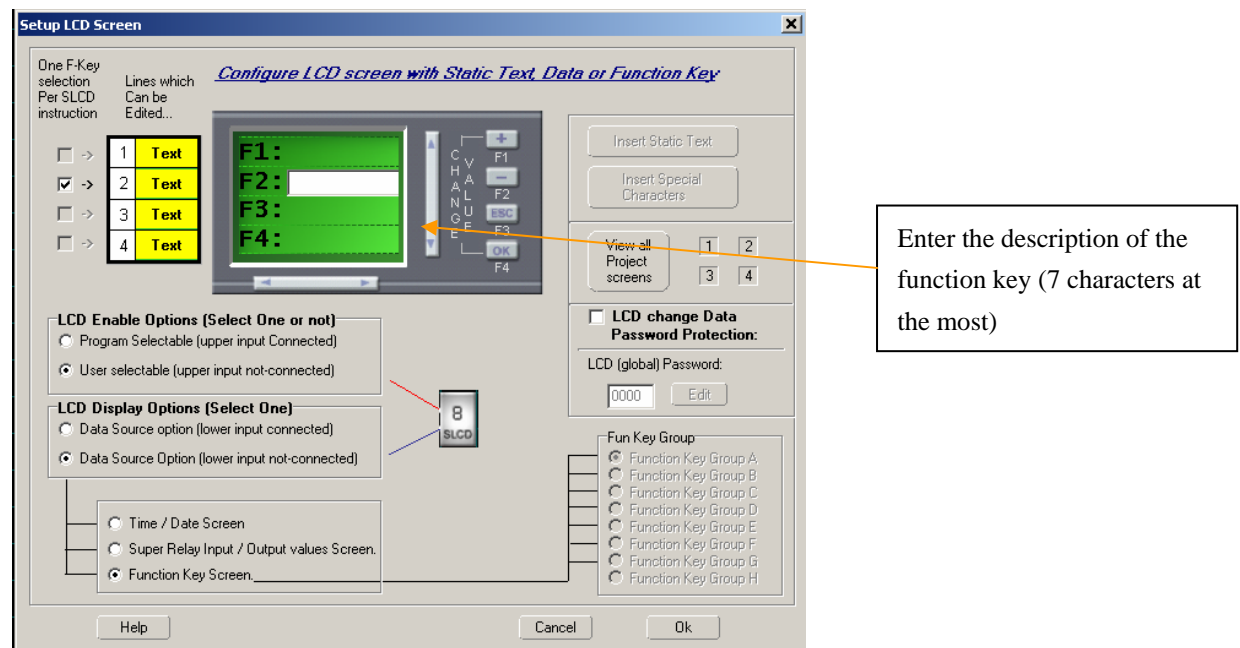 Setup LCD Screen
One F-Key
selection
Per SLCD
instruction
Lines which
Can be
Edited...
Configure LCD screen with Static Text, Data or Function Key
-> 1 Text
-> 2 Text
-> 3 Text
-> 4 Text
F1:
F2:
F3:
F4:
CHANGE
VALUE
+
F1
-
F2
ESC
F3
OK
F4
Insert Static Text
Insert Special
Characters
View all
Project
screens
1 2
3 4
Enter the description of the
function key (7 characters at
the most)
LCD change Data
Password Protection:
LCD (global) Password:
0000 Edit
LCD Enable Options (Select One or not)
Program Selectable (upper input Connected)
User selectable (upper input not-connected)
LCD Display Options (Select One)
Data Source option (lower input connected)
Data Source Option (lower input not-connected)
8
SLCD
Time / Date Screen
Super Relay Input / Output values Screen.
Function Key Screen.
Fun Key Group
Function Key Group A
Function Key Group B
Function Key Group C
Function Key Group D
Function Key Group E
Function Key Group F
Function Key Group G
Function Key Group H
Help
Cancel
Ok